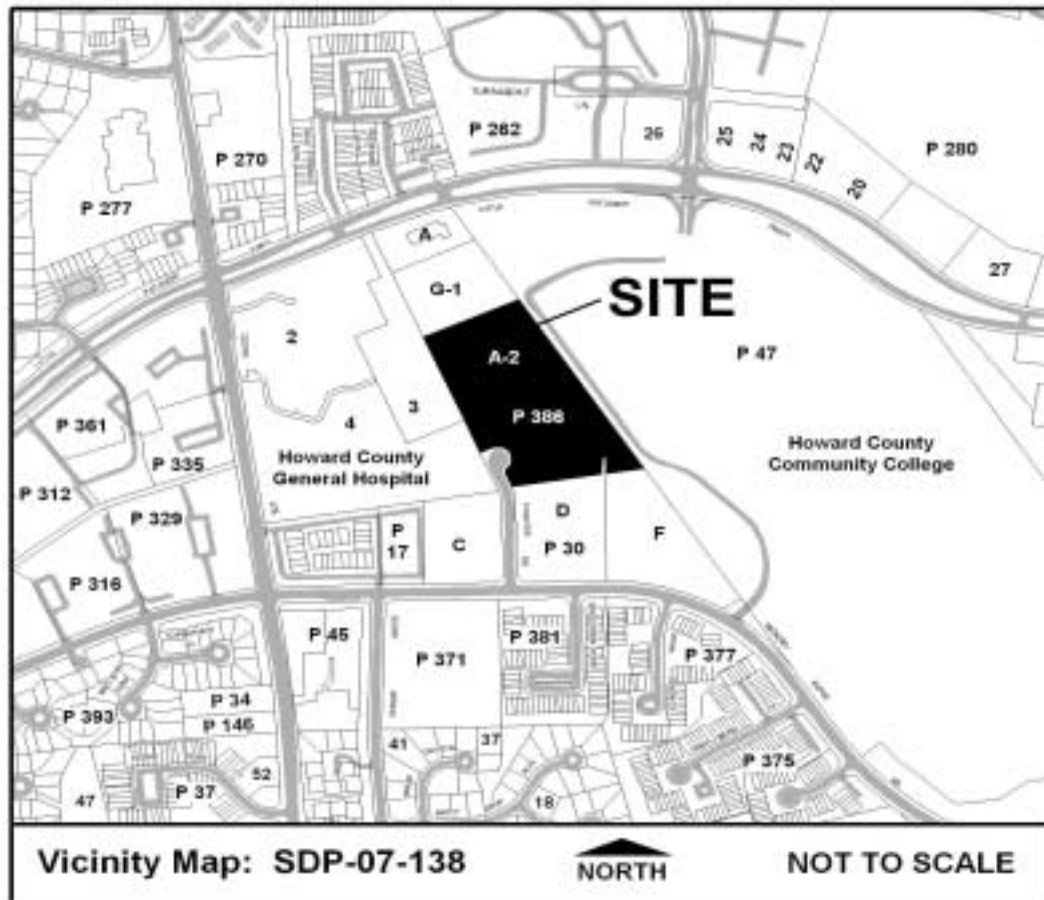 P 262
26
25
24
23
22
20
P 280
P 270
P 277
A
27
G-1
SITE
2
A-2
P 47
3
P 386
4
P 361
P 335
Howard County
General Hospital
Howard County
Community College
P 312
P 329
D
P
17
C
P 30
F
P 316
P 45
P 381
P 371
P 377
P 34
P 393
P 146
41
37
52
P 375
47
P 37
18
Vicinity Map: SDP-07-138
NORTH
NOT TO SCALE